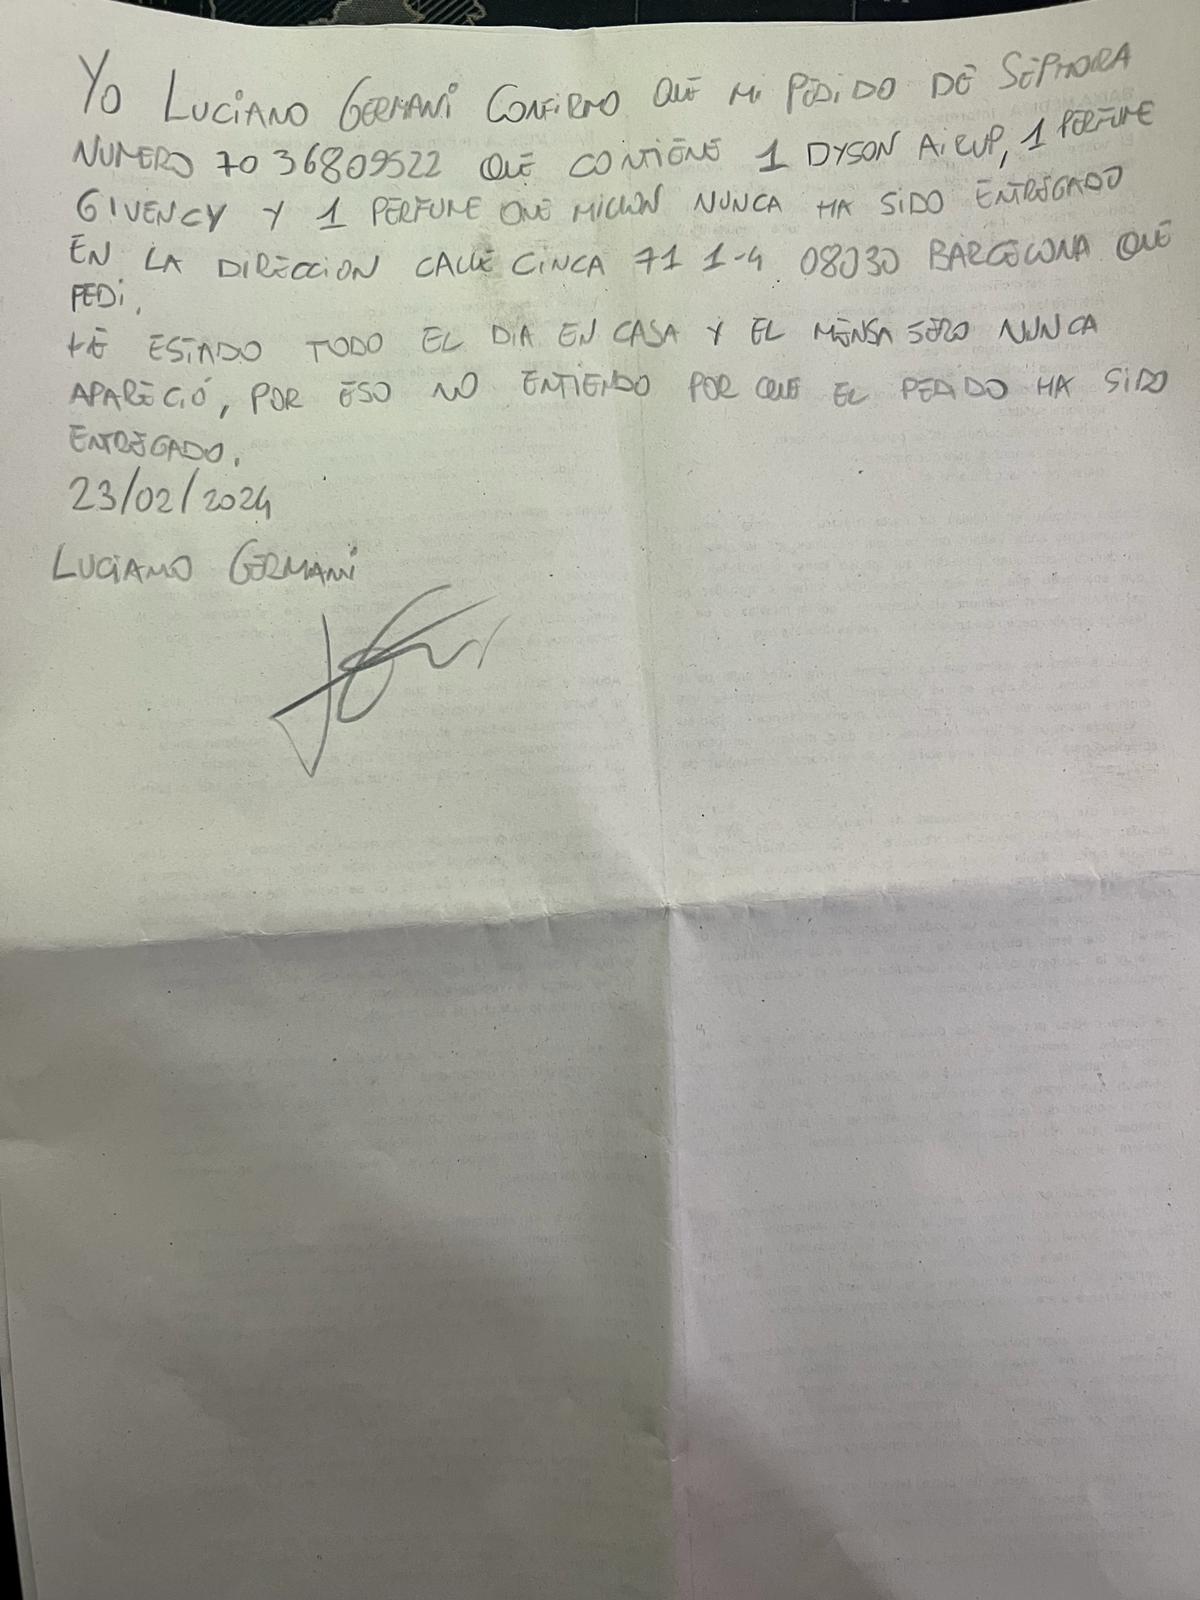 Yo LUCIANO GERMANI CONFIRMO QUE MI PEDIDO DE SEPHORA
NUMERO 7036809522 QUE CONTIENE 1 DYSON AIRUP, 1 PERFUME
GIVENCY Y 1 PERFUME ONE MILLION NUNCA HA SIDO ENTREGADO
EN LA DIRECCION CALLE CINCA 71 1-4 08030 BARCELONA QUE
PEDI.
HE ESTADO TODO EL DIA EN CASA Y EL MENSAJERO NUNCA
APARECIÓ, POR ESO NO ENTIENDO POR QUE EL PEDIDO HA SIDO
ENTREGADO.
23/02/2024
LUCIANO GERMANI